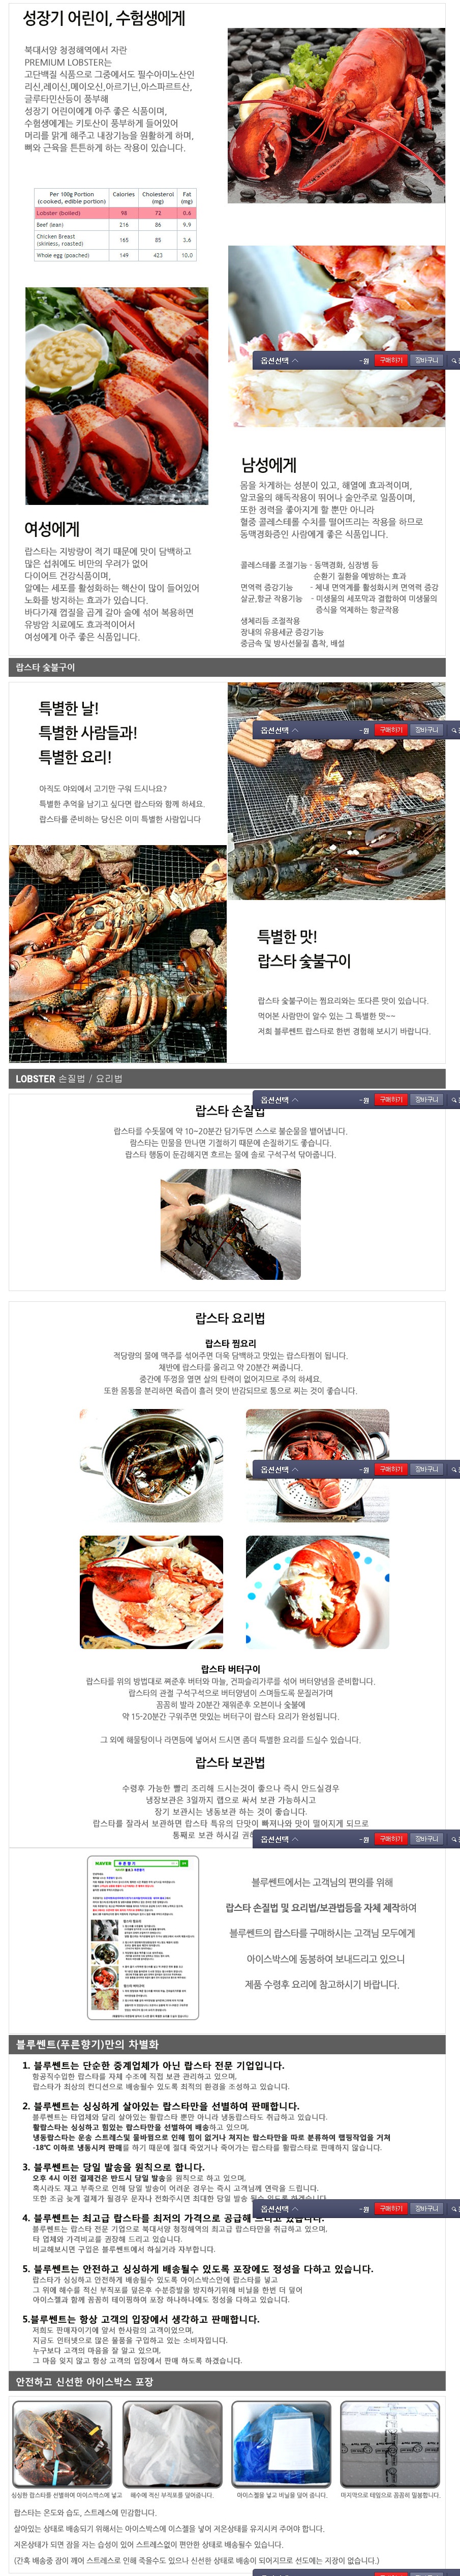 성장기 어린이, 수험생에게
북대서양 청정해역에서 자란
PREMIUM LOBSTER는
고단백질 식품으로 그중에서도 필수아미노산인
리신,레이신,메이오신,아르기닌,아스파르트산,
글루타민산등이 풍부해
성장기 어린이에게 아주 좋은 식품이며,
수험생에게는 키토산이 풍부하게 들어있어
머리를 맑게 해주고 내장기능을 원활하게 하며,
뼈와 근육을 튼튼하게 하는 작용이 있습니다.
Per 100g Portion (cooked, edible portion) Calories Cholesterol (mg) Fat (mg)
Lobster (boiled) 98 72 0.6
Beef (lean) 216 86 9.9
Chicken Breast (skinless, roasted) 165 85 3.6
Whole egg (poached) 149 423 10.0
옵션선택 ~원 구매하기 장바구니
남성에게
몸을 차게하는 성분이 있고, 해열에 효과적이며,
알코올의 해독작용이 뛰어나 술안주로 일품이며,
또한 정력을 좋아지게 할 뿐만 아니라
혈중 콜레스테롤 수치를 떨어트리는 작용을 하므로
동맥경화증인 사람에게 좋은 식품입니다.
콜레스테롤 조절기능 - 동맥경화, 심장병 등
순환기 질환을 예방하는 효과
면역력 증강기능 - 체내 면역계를 활성화시켜 면역력 증강
살균,항균 작용기능 - 미생물의 세포막과 결합하여 미생물의
증식을 억제하는 항균작용
생체리듬 조절작용
장내의 유용세균 증강기능
중금속 및 방사선물질 흡착, 배설
여성에게
랍스타는 지방량이 적기 때문에 맛이 담백하고
많은 섭취에도 비만의 우려가 없어
다이어트 건강식품이며,
알에는 세포를 활성화하는 핵산이 많이 들어있어
노화를 방지하는 효과가 있습니다.
바다가재 껍질을 곱게 갈아 술에 섞어 복용하면
유방암 치료에도 효과적이어서
여성에게 아주 좋은 식품입니다.
랍스타 숯불구이
특별한 날!
특별한 사람들과!
특별한 요리!
아직도 야외에서 고기만 구워 드시나요?
특별한 추억을 남기고 싶다면 랍스타와 함께 하세요.
랍스타를 준비하는 당신은 이미 특별한 사람입니다
옵션선택 ~원 구매하기 장바구니
특별한 맛!
랍스타 숯불구이
랍스타 숯불구이는 찜요리와는 또다른 맛이 있습니다.
먹어본 사람만이 알수 있는 그 특별한 맛~~
저희 블루쎈트 랍스타로 한번 경험해 보시기 바랍니다.
LOBSTER 손질법 / 요리법
옵션선택 ~원 구매하기 장바구니
랍스타 손질법
랍스타를 수돗물에 약 10~20분간 담가두면 스스로 불순물을 뱉어냅니다.
랍스타는 민물을 만나면 기절하기 때문에 손질하기도 좋습니다.
랍스타 행동이 둔감해지면 흐르는 물에 솔로 구석구석 닦아줍니다.
랍스타 요리법
랍스타 찜요리
적당량의 물에 맥주를 섞어주면 더욱 담백하고 맛있는 랍스타찜이 됩니다.
체반에 랍스타를 올리고 약 20분간 쪄줍니다.
중간에 뚜껑을 열면 살의 탄력이 없어지므로 주의 하세요.
또한 몸통을 분리하면 육즙이 흘러 맛이 반감되므로 통으로 찌는 것이 좋습니다.
옵션선택 ~원 구매하기 장바구니
랍스타 버터구이
랍스타를 위의 방법대로 쪄준후 버터와 마늘, 건파슬리가루를 섞어 버터양념을 준비합니다.
랍스타의 관절 구석구석으로 버터양념이 스며들도록 문질러가며
꼼꼼히 발라 20분간 재워준후 오븐이나 숯불에
약 15-20분간 구워주면 맛있는 버터구이 랍스타 요리가 완성됩니다.
그 외에 해물탕이나 라면등에 넣어서 드시면 좀더 특별한 요리를 드실수 있습니다.
랍스타 보관법
수령후 가능한 빨리 조리해 드시는것이 좋으나 즉시 안드실경우
냉장보관은 3일까지 랩으로 싸서 보관 가능하시고
장기 보관시는 냉동보관 하는 것이 좋습니다.
랍스타를 잘라서 보관하면 랍스타 특유의 단맛이 빠져나와 맛이 떨어지게 되므로
통째로 보관 하시길
옵션선택 ~원 구매하기 장바구니
NAVER 푸른향기
블루쎈트에서는 고객님의 편의를 위해
랍스타 손질법 및 요리법/보관법등을 자체 제작하여
블루쎈트의 랍스타를 구매하시는 고객님 모두에게
아이스박스에 동봉하여 보내드리고 있으니
제품 수령후 요리에 참고하시기 바랍니다.
블루쎈트(푸른향기)만의 차별화
1. 블루쎈트는 단순한 중계업체가 아닌 랍스타 전문 기업입니다.
항공직수입한 랍스타를 자체 수조에 직접 보관 관리하고 있으며,
랍스타가 최상의 컨디션으로 배송될수 있도록 최적의 환경을 조성하고 있습니다.
2. 블루쎈트는 싱싱하게 살아있는 랍스타만을 선별하여 판매합니다.
블루쎈트는 타업체와 달리 살아있는 활랍스타 뿐만 아니라 냉동랍스타도 취급하고 있습니다.
활랍스타는 싱싱하고 힘있는 랍스타만을 선별하여 배송하고 있으며,
냉동랍스타는 운송 스트레스및 물바뀜으로 인해 힘이 없거나 쳐지는 랍스타만을 따로 분류하여 랩핑작업을 거져
-18℃ 이하로 냉동시켜 판매를 하기 때문에 절대 죽었거나 죽어가는 랍스타를 활랍스타로 판매하지 않습니다.
3. 블루쎈트는 당일 발송을 원칙으로 합니다.
오후 4시 이전 결제건은 반드시 당일 발송을 원칙으로 하고 있으며,
혹시라도 재고 부족으로 인해 당일 발송이 어려운 경우는 즉시 고객님께 연락을 드립니다.
또한 조금 늦게 결제가 될경우 문자나 전화주시면 최대한 당일 발송 될수 있도록 하겠습니다.
옵션선택 ~원 구매하기 장바구니
4. 블루쎈트는 최고급 랍스타를 최저의 가격으로 공급해 드리고 있습니다.
블루쎈트는 랍스타 전문 기업으로 북대서양 청정해역의 최고급 랍스타만을 취급하고 있으며,
타 업체와 가격비교를 권장해 드리고 있습니다.
비교해보시면 구입은 블루쎈트에서 하실거라 자부합니다.
5. 블루쎈트는 안전하고 싱싱하게 배송될수 있도록 포장에도 정성을 다하고 있습니다.
랍스타가 싱싱하고 안전하게 배송될수 있도록 아이스박스안에 랍스타를 넣고
그 위에 해수를 적신 부직포를 덮은후 수분증발을 방지하기위해 비닐을 한번 더 덮어
아이스젤과 함께 꼼꼼히 테이핑하여 포장 하나하나에도 정성을 다하고 있습니다.
5.블루쎈트는 항상 고객의 입장에서 생각하고 판매합니다.
저희도 판매자이기에 앞서 한사람의 고객이었으며,
지금도 인터넷으로 많은 물품을 구입하고 있는 소비자입니다.
누구보다 고객의 마음을 잘 알고 있으며,
그 마음 잊지 않고 항상 고객의 입장에서 판매 하도록 하겠습니다.
안전하고 신선한 아이스박스 포장
싱싱한 랍스타를 선별하여 아이스박스에 넣고
해수에 적신 부직포를 덮어줍니다.
아이스젤을 넣고 비닐을 덮어 줍니다.
마지막으로 테잎으로 꼼꼼히 밀봉합니다.
랍스타는 온도와 습도, 스트레스에 민감합니다.
살아있는 상태로 배송되기 위해서는 아이스박스에 이스젤을 넣어 저온상태를 유지시켜 주어야 합니다.
저온상태가 되면 잠을 자는 습성이 있어 스트레스없이 편안한 상태로 배송될수 있습니다.
(간혹 배송중 잠이 깨어 스트레스로 인해 죽을수도 있으나 신선한 상태로 배송이 되어지므로 선도에는 지장이 없습니다.)